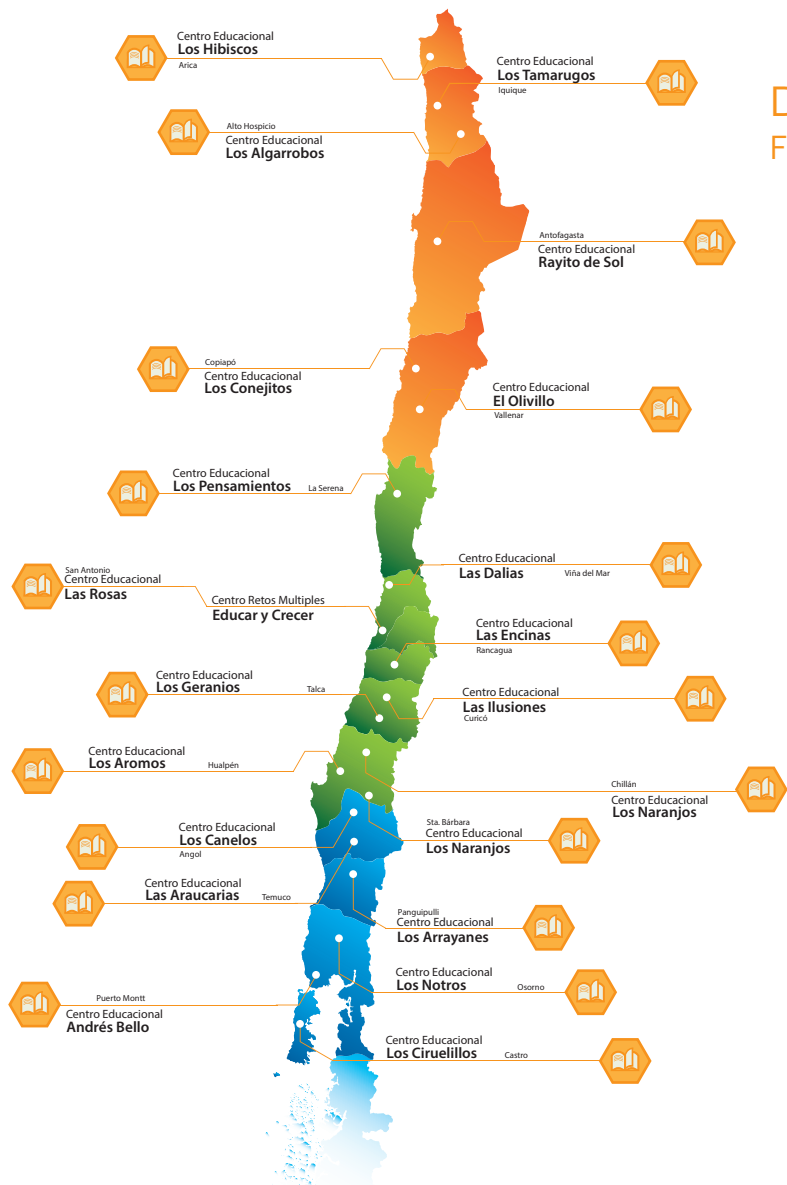 Centro Educacional
Los Hibiscos
Arica
Centro Educacional
Los Tamarugos
Iquique
D
F
Alto Hospicio
Centro Educacional
Los Algarrobos
Antofagasta
Centro Educacional
Rayito de Sol
Copiapó
Centro Educacional
Los Conejitos
Centro Educacional
El Olivillo
Vallenar
Centro Educacional
Los Pensamientos La Serena
Centro Educacional
Las Dalias Viña del Mar
San Antonio
Centro Educacional
Las Rosas
Centro Retos Multiples
Educar y Crecer
Centro Educacional
Las Encinas
Rancagua
Centro Educacional
Los Geranios Talca
Centro Educacional
Las Ilusiones
Curicó
Centro Educacional
Los Aromos Hualpén
Chillán
Centro Educacional
Los Naranjos
Sta. Bárbara
Centro Educacional
Los Naranjos
Centro Educacional
Los Canelos
Angol
Centro Educacional
Las Araucarias Temuco
Panguipulli
Centro Educacional
Los Arrayanes
Centro Educacional
Los Notros Osorno
Puerto Montt
Centro Educacional
Andrés Bello
Centro Educacional
Los Ciruelillos Castro